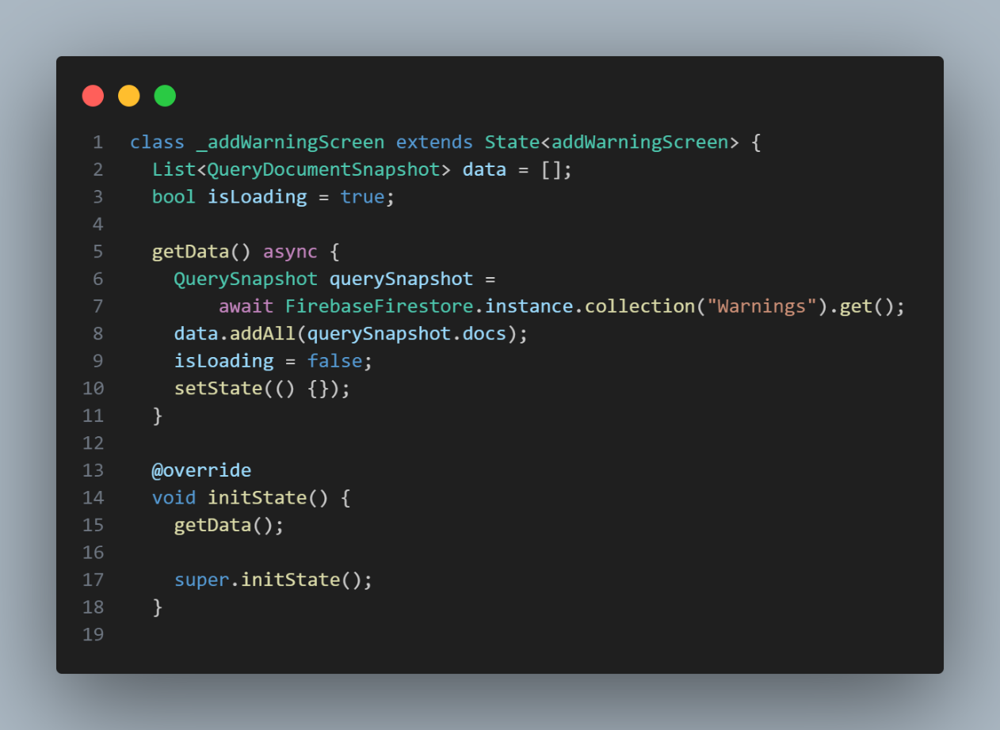 1 class _addWarningScreen extends State<addWarningScreen> {
2   List<QueryDocumentSnapshot> data = [];
3   bool isLoading = true;
4
5   getData() async {
6     QuerySnapshot querySnapshot =
7         await FirebaseFirestore.instance.collection("Warnings").get();
8     data.addAll(querySnapshot.docs);
9     isLoading = false;
10     setState(() {});
11   }
12
13   @override
14   void initState() {
15     getData();
16
17     super.initState();
18   }
19